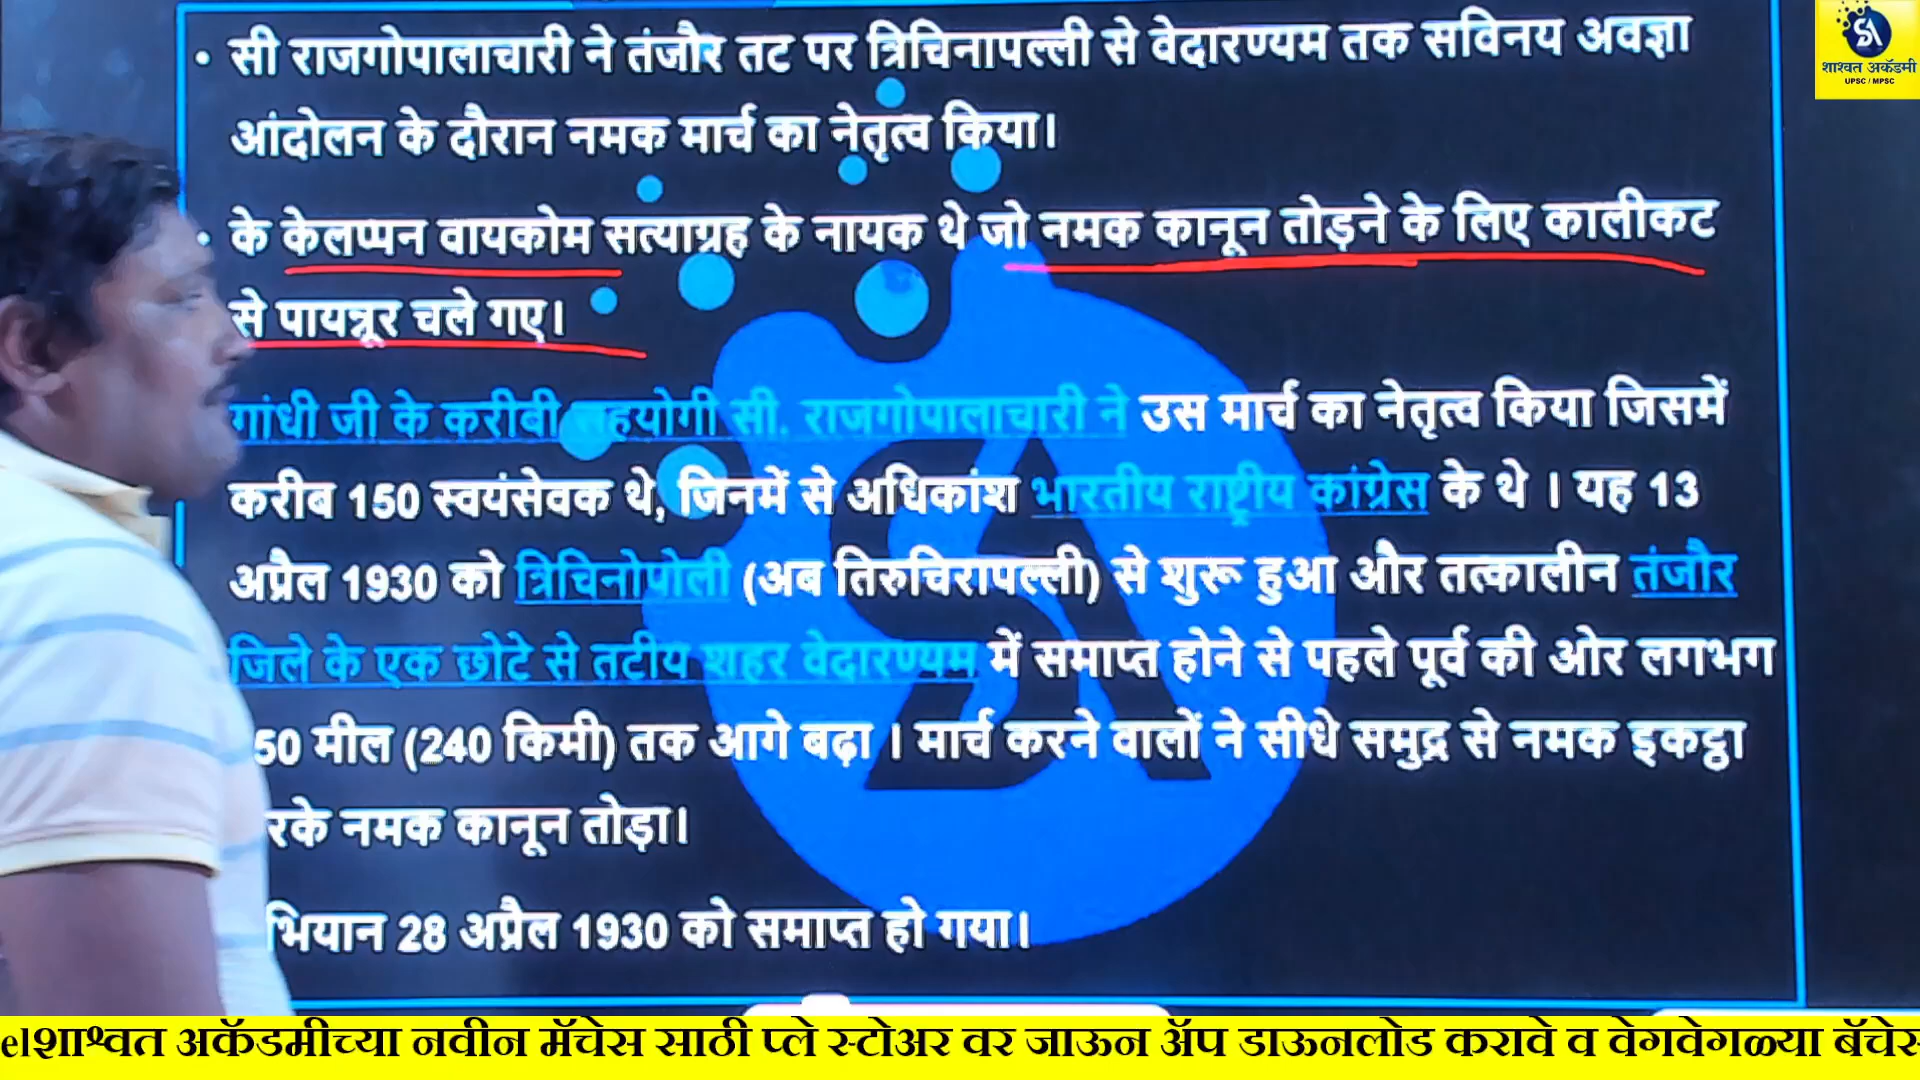 • सी राजगोपालाचारी ने तंजौर तट पर त्रिचिनापल्ली से वेदारण्यम तक सविनय अवज्ञा
आंदोलन के दौरान नमक मार्च का नेतृत्व किया।
• के केलप्पन वायकोम सत्याग्रह के नायक थे जो नमक कानून तोड़ने के लिए कालीकट
से पायन्नूर चले गए।
गांधी जी के करीबी सहयोगी सी. राजगोपालाचारी ने उस मार्च का नेतृत्व किया जिसमें
करीब 150 स्वयंसेवक थे, जिनमें से अधिकांश भारतीय राष्ट्रीय कांग्रेस के थे । यह 13
अप्रैल 1930 को त्रिचिनोपोली (अब तिरुचिरापल्ली) से शुरू हुआ और तत्कालीन तंजौर
जिले के एक छोटे से तटीय शहर वेदारण्यम में समाप्त होने से पहले पूर्व की ओर लगभग
50 मील (240 किमी) तक आगे बढ़ा । मार्च करने वालों ने सीधे समुद्र से नमक इकट्ठा
रके नमक कानून तोड़ा।
भियान 28 अप्रैल 1930 को समाप्त हो गया।
SA
शाश्वत अकॅडमी
UPSC / MPSC
elशाश्वत अकॅडमीच्या नवीन मॅचेस साठी प्ले स्टोअर वर जाऊन ॲप डाऊनलोड करावे व वेगवेगळ्या बॅचेस